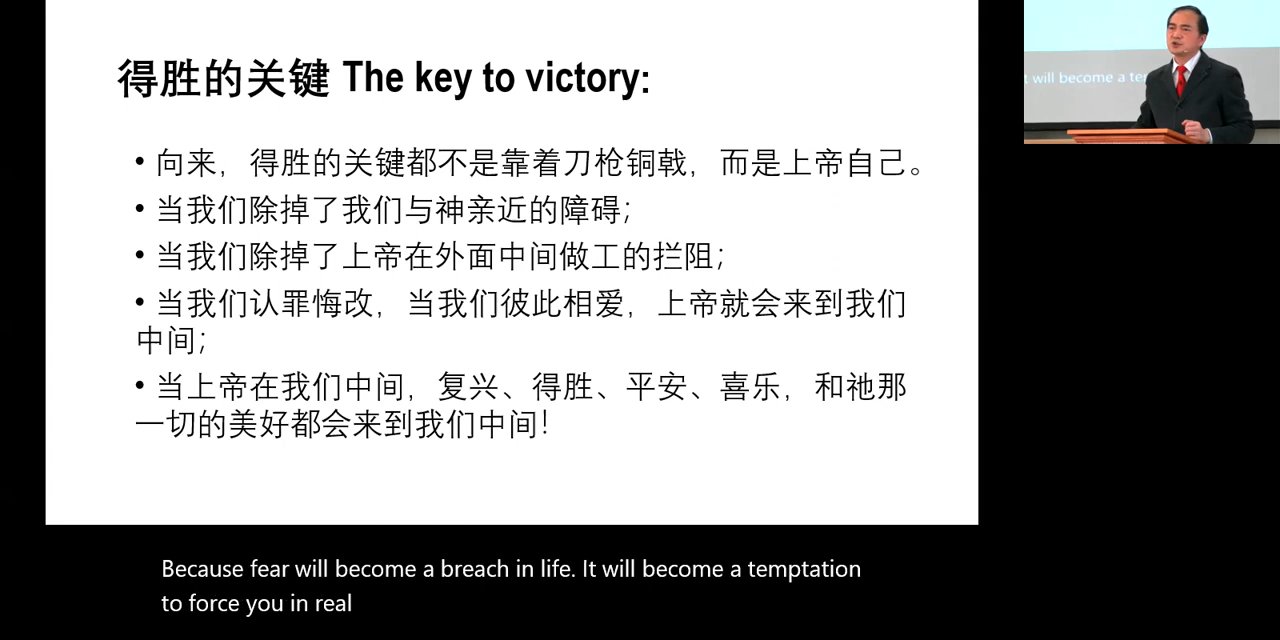 得胜的关键 The key to victory:
• 向来，得胜的关键都不是靠着刀枪铜戟，而是上帝自己。
• 当我们除掉了我们与神亲近的障碍；
• 当我们除掉了上帝在外面中间做工的拦阻；
• 当我们认罪悔改，当我们彼此相爱，上帝就会来到我们
中间；
• 当上帝在我们中间，复兴、得胜、平安、喜乐，和祂那
一切的美好都会来到我们中间！
t will become a te
Because fear will become a breach in life. It will become a temptation
to force you in real